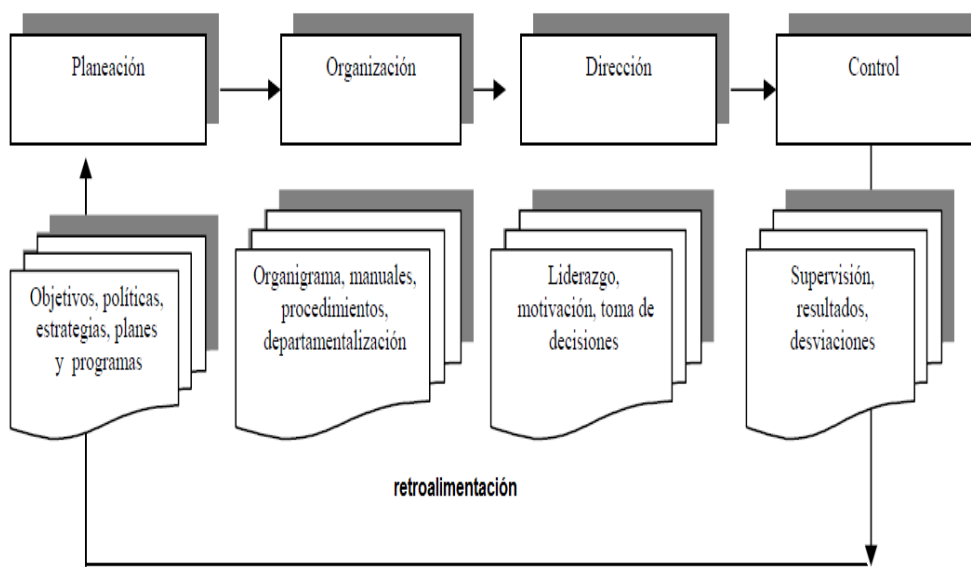 Planeación
Organización
Dirección
Control
Objetivos, políticas,
estrategias, planes
y programas
Organigrama, manuales,
procedimientos,
departamentalización
Liderazgo,
motivación, toma de
decisiones
Supervisión,
resultados,
desviaciones
retroalimentación